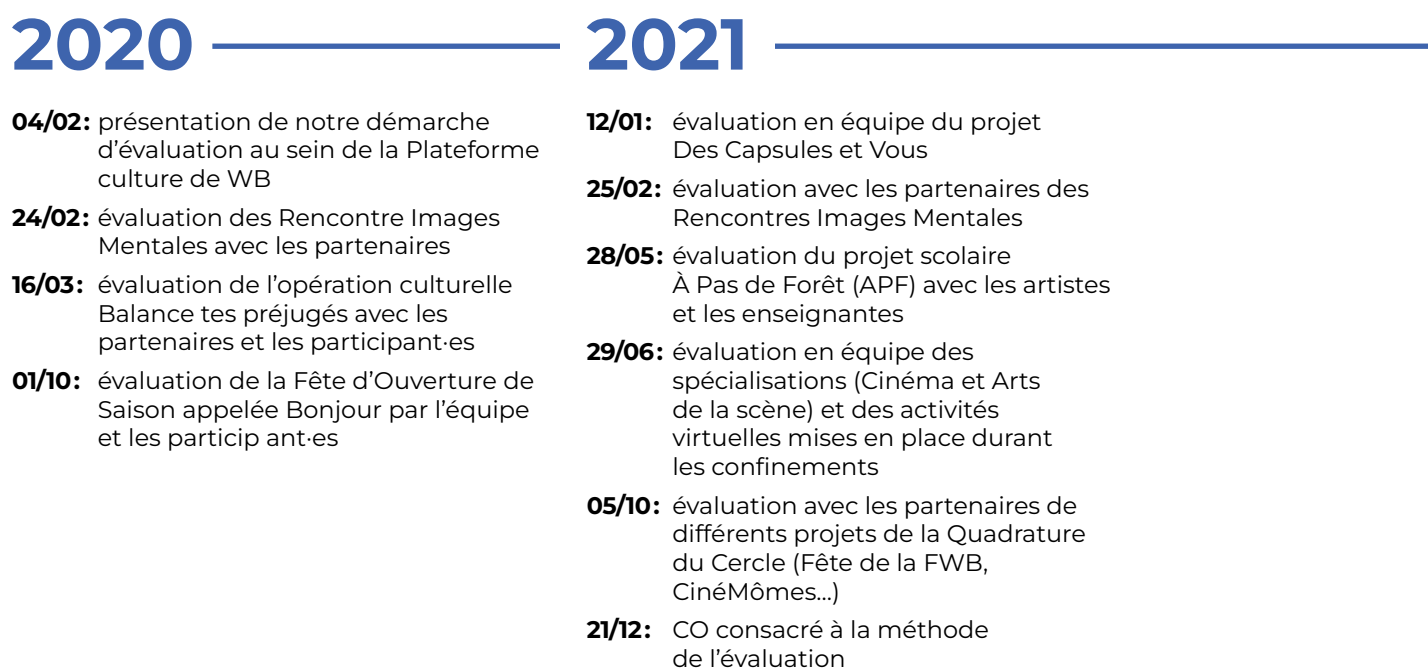 2020
04/02 : présentation de notre démarche
d'évaluation au sein de la Plateforme
culture de WB
24/02 : évaluation des Rencontre Images
Mentales avec les partenaires
16/03 : évaluation de l'opération culturelle
Balance tes préjugés avec les
partenaires et les participant·es
01/10 : évaluation de la Fête d'Ouverture de
Saison appelée Bonjour par l'équipe
et les particip ant·es
2021
12/01 : évaluation en équipe du projet
Des Capsules et Vous
25/02 : évaluation avec les partenaires des
Rencontres Images Mentales
28/05 : évaluation du projet scolaire
À Pas de Forêt (APF) avec les artistes
et les enseignantes
29/06 : évaluation en équipe des
spécialisations (Cinéma et Arts
de la scène) et des activités
virtuelles mises en place durant
les confinements
05/10 : évaluation avec les partenaires de
différents projets de la Quadrature
du Cercle (Fête de la FWB,
CinéMômes…)
21/12 : CO consacré à la méthode
de l'évaluation